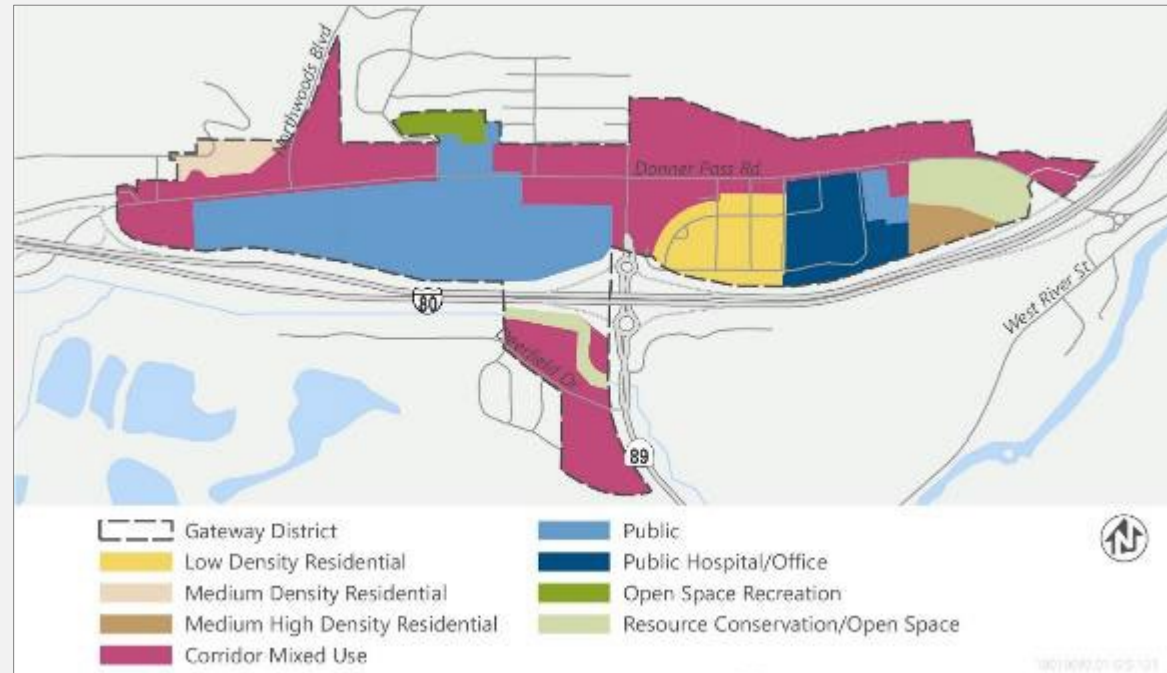 Northwoods Blvd
Donner Pass Rd
80
West River St
Deerfield Dr
89
Gateway District
Low Density Residential
Medium Density Residential
Medium High Density Residential
Corridor Mixed Use
Public
Public Hospital/Office
Open Space Recreation
Resource Conservation/Open Space
N